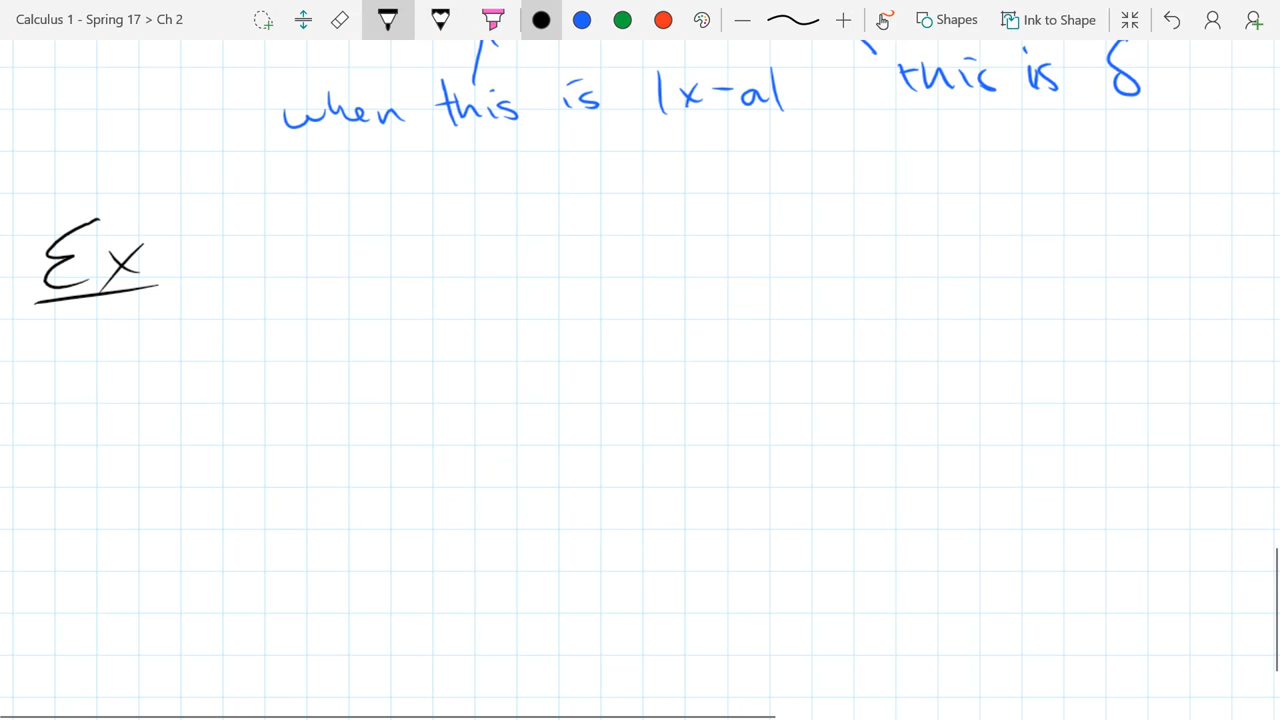 Calculus 1 - Spring 17 > Ch 2
Shapes
Ink to Shape
when this is |x-a|
this is δ
Ex